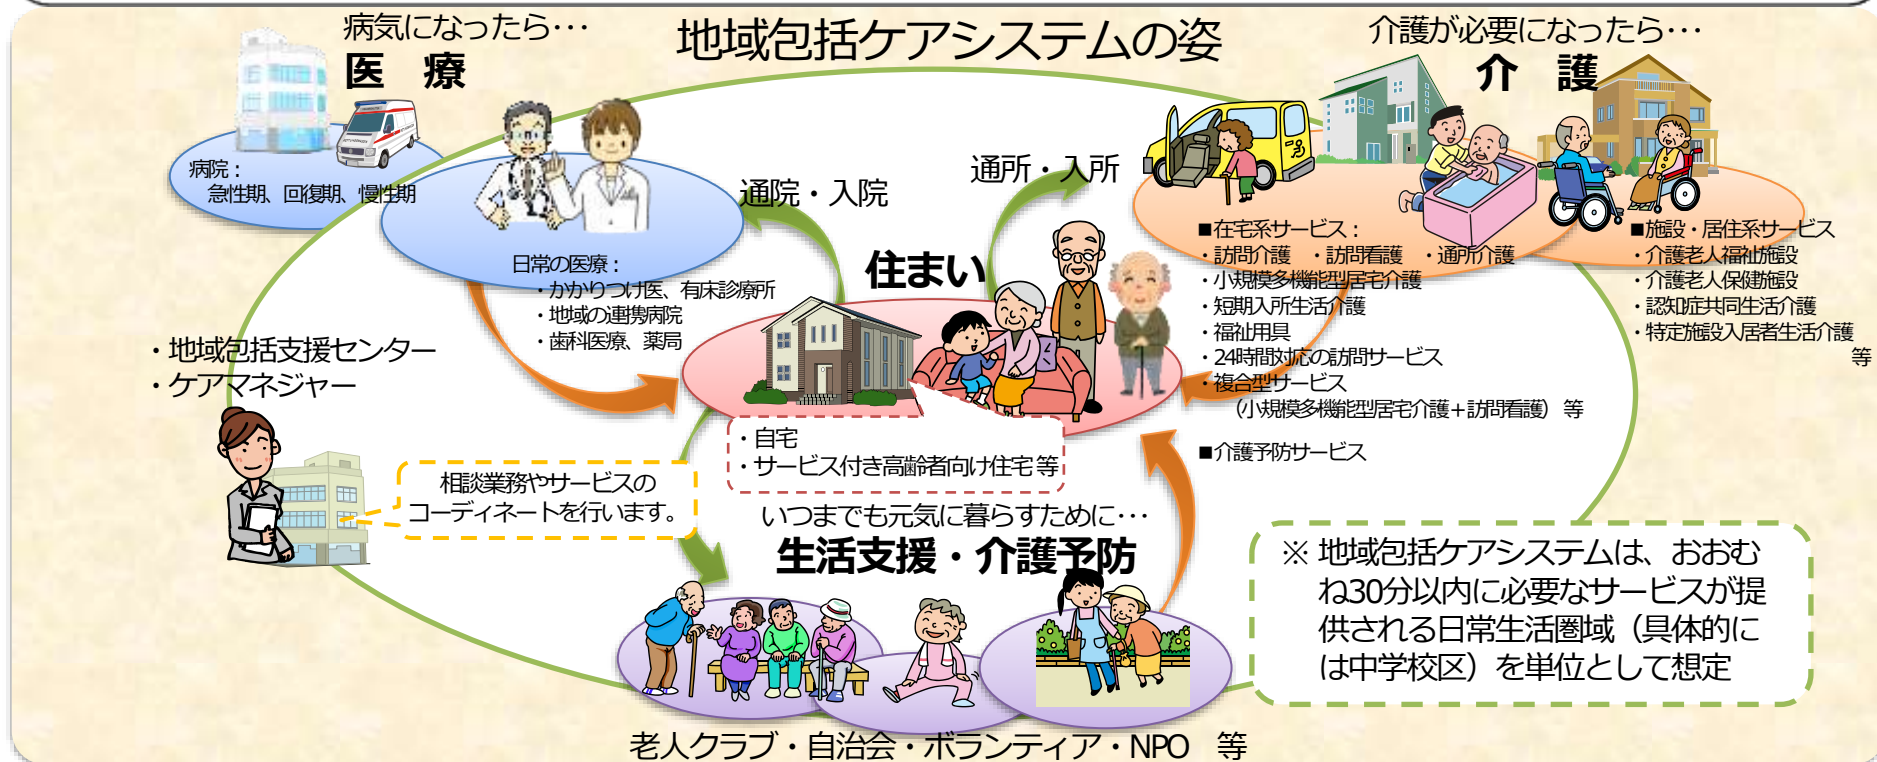 地域包括ケアシステムの姿
病気になったら･･･
医　療
病院：
急性期、回復期、慢性期
日常の医療：
・かかりつけ医、有床診療所
・地域の連携病院
・歯科医療、薬局
通院・入院
通所・入所
介護が必要になったら･･･
介　護
■在宅系サービス：
・訪問介護　・訪問看護　・通所介護
・小規模多機能型居宅介護
・短期入所生活介護
・福祉用具
・24時間対応の訪問サービス
・複合型サービス
（小規模多機能型居宅介護＋訪問看護） 等
■介護予防サービス
■施設・居住系サービス
・介護老人福祉施設
・介護老人保健施設
・認知症共同生活介護
・特定施設入居者生活介護
等
住まい
・自宅
・サービス付き高齢者向け住宅 等
・地域包括支援センター
・ケアマネジャー
相談業務やサービスの
コーディネートを行います。
いつまでも元気に暮らすために･･･
生活支援・介護予防
老人クラブ・自治会・ボランティア・NPO　等
※ 地域包括ケアシステムは、おおむ
ね30分以内に必要なサービスが提
供される日常生活圏域（具体的に
は中学校区）を単位として想定